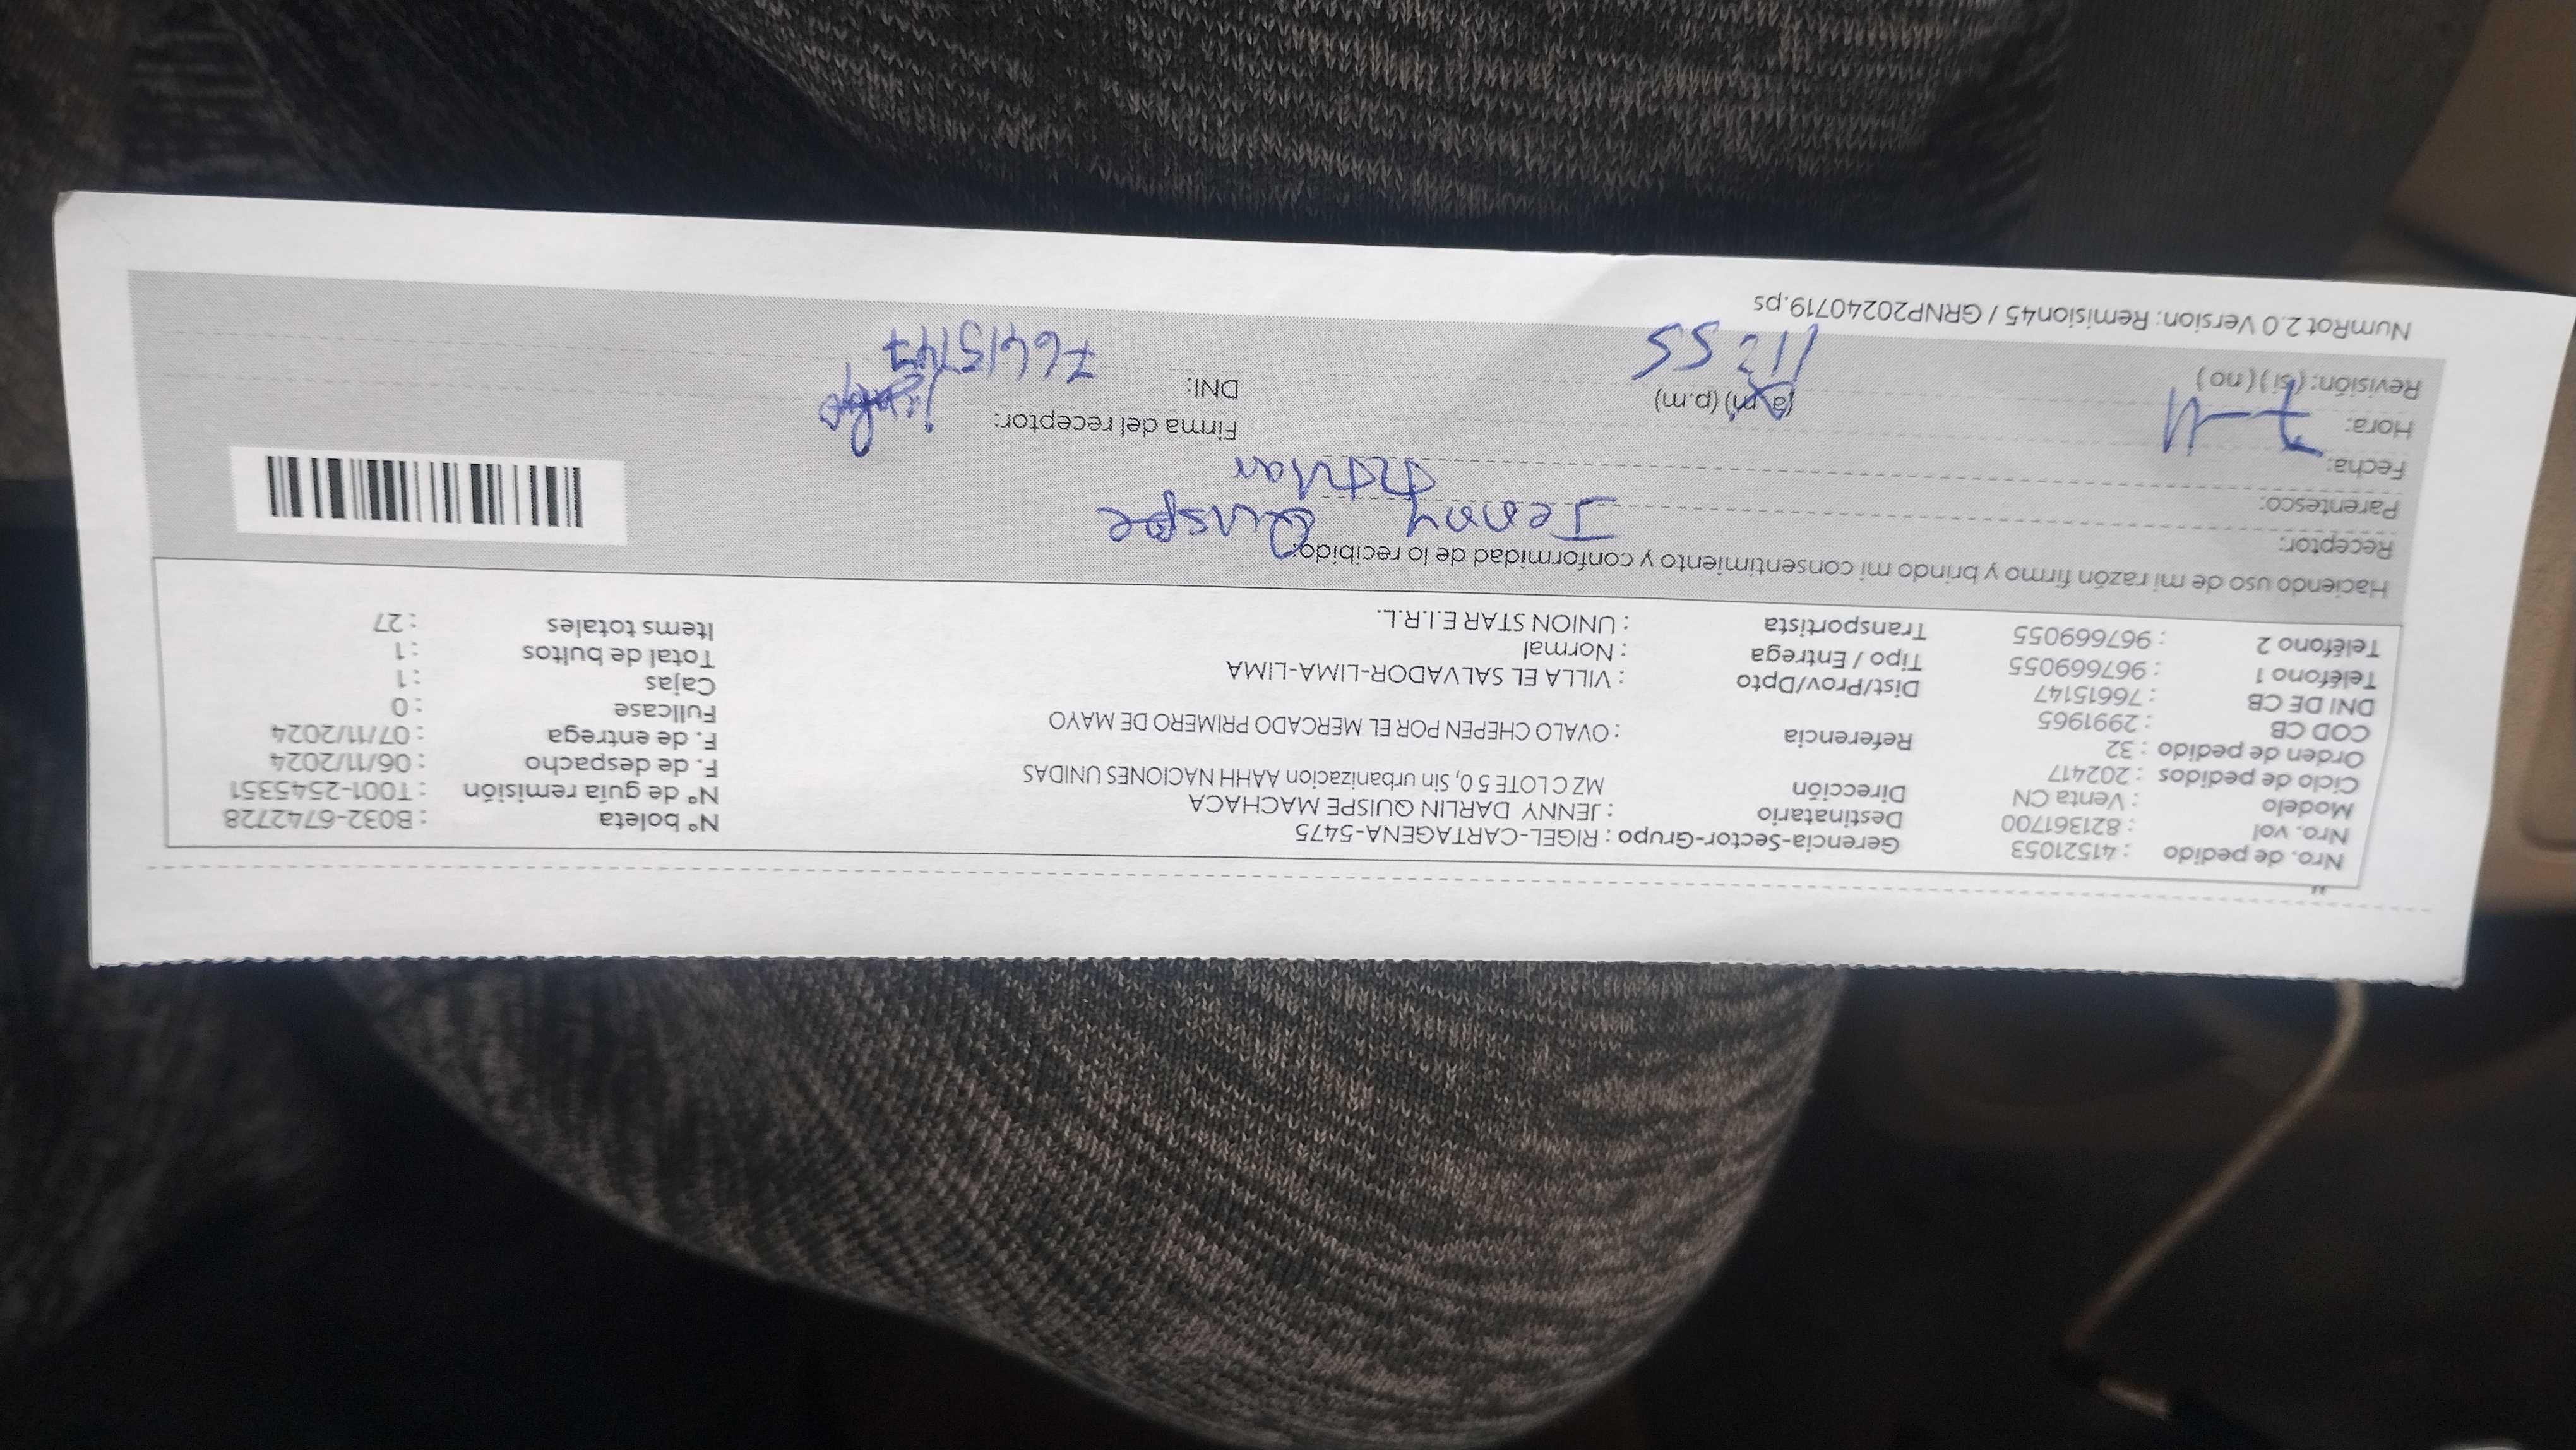 Nro. de pedido : 41521053 Gerencia-Sector-Grupo : RIGEL-CARTAGENA-5475 N° boleta : B032-6742728
Nro. vol : 821361700 Destinatario : JENNY DARLIN QUISPE MACHACA N° de guía remisión : T001-2545351
Modelo : Venta CN Dirección MZ C LOTE 5 0, Sin urbanizacion AAHH NACIONES UNIDAS F. de despacho : 06/11/2024
Ciclo de pedidos : 202417 F. de entrega : 07/11/2024
Orden de pedido : 32 Referencia : OVALO CHEPEN POR EL MERCADO PRIMERO DE MAYO Fullcase : 0
COD CB : 2991965 Cajas : 1
DNI DE CB : 76615147 Dist/Prov/Dpto : VILLA EL SALVADOR-LIMA-LIMA Total de bultos : 1
Teléfono 1 : 967669055 Tipo / Entrega : Normal Items totales : 27
Teléfono 2 : 967669055 Transportista : UNION STAR E.I.R.L.
Haciendo uso de mi razón firmo y brindo mi consentimiento y conformidad de lo recibido:
Receptor: Jenny Quispe
Parentesco: titular
Fecha: 7-11 Firma del receptor:
Hora: 11:55 (a.m) (p.m) DNI: 76615147
Revisión: (si) (no)
NumRot 2.0 Version: Remision45 / GRNP20240719.ps